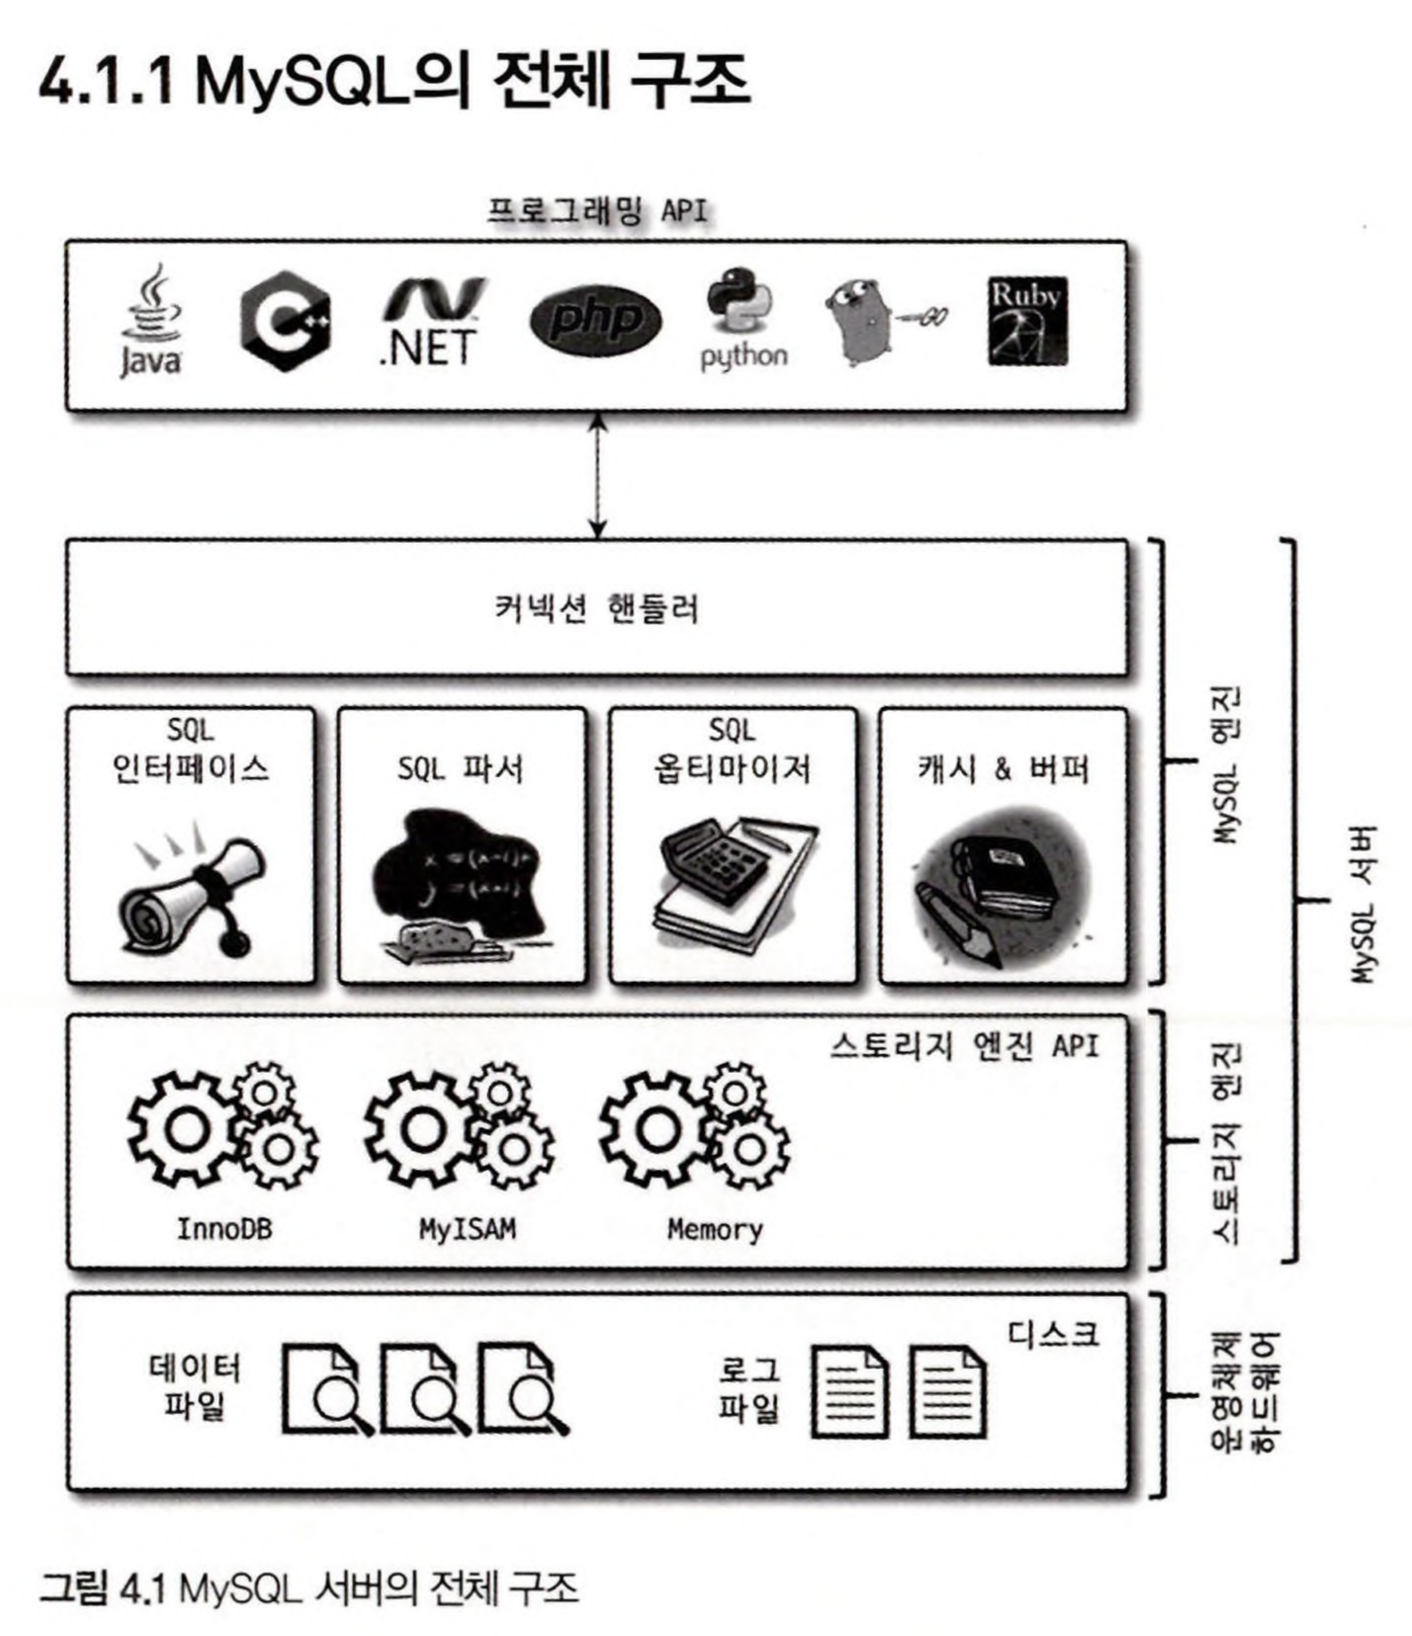 4.1.1 MySQL의 전체 구조
프로그래밍 API
Java
C++
.NET
php
python
GO
Ruby
커넥션 핸들러
SQL
인터페이스
SQL 파서
SQL
옵티마이저
캐시 & 버퍼
MySQL 엔진
MySQL 서버
스토리지 엔진 API
InnoDB
MyISAM
Memory
스토리지 엔진
디스크
데이터
파일
로그
파일
운영체제
하드웨어
그림 4.1 MySQL 서버의 전체 구조